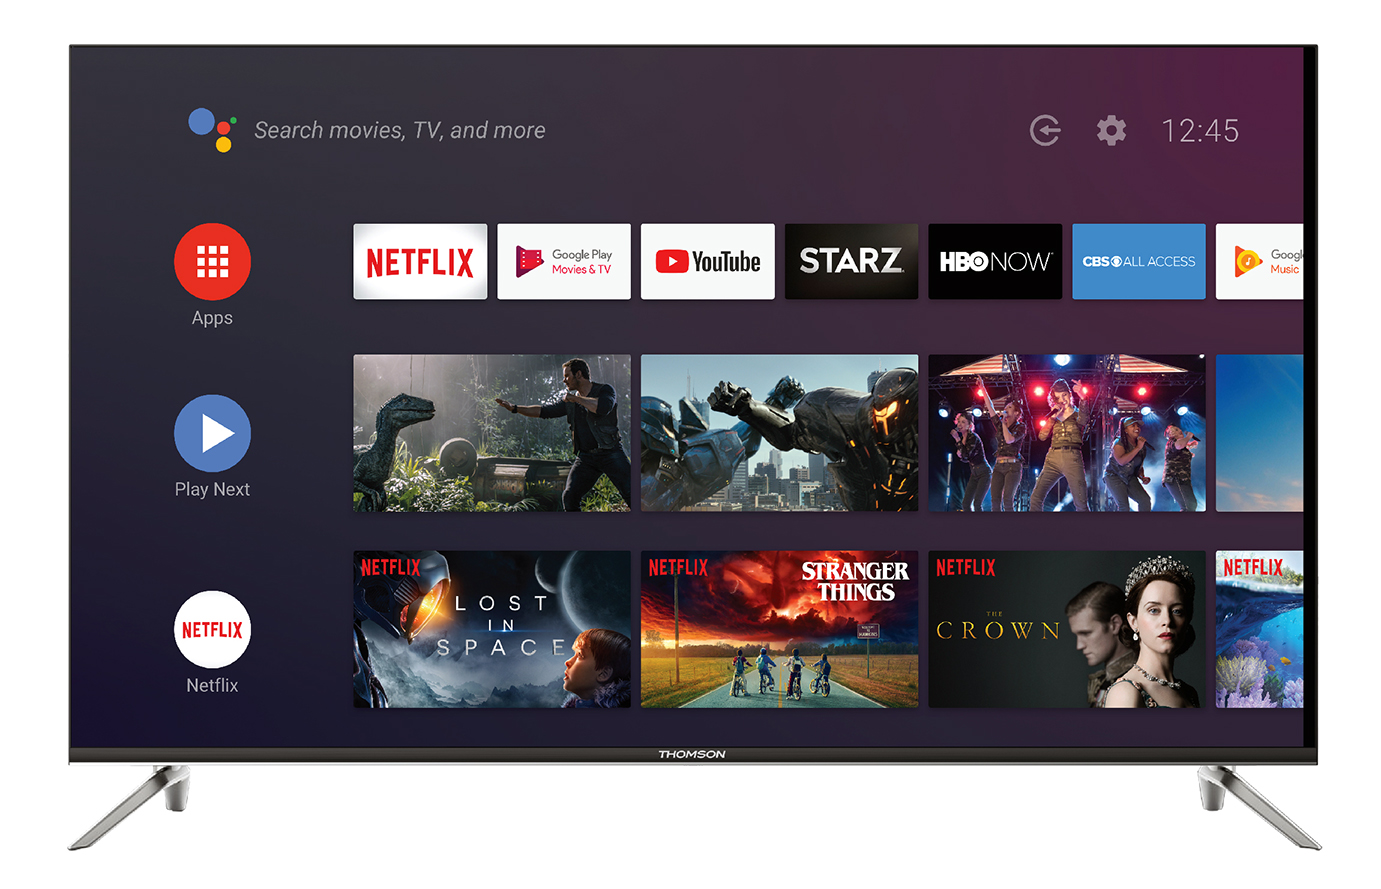 Search movies, TV, and more
12:45
Apps
NETFLIX
Google Play
Movies & TV
YouTube
STARZ
HBO NOW
CBS ALL ACCESS
Googl
Music
Play Next
NETFLIX
Netflix
NETFLIX
LOST
IN
SPACE
NETFLIX
STRANGER
THINGS
HAWKINS
NETFLIX
THE
CROWN
NETFLIX
THOMSON